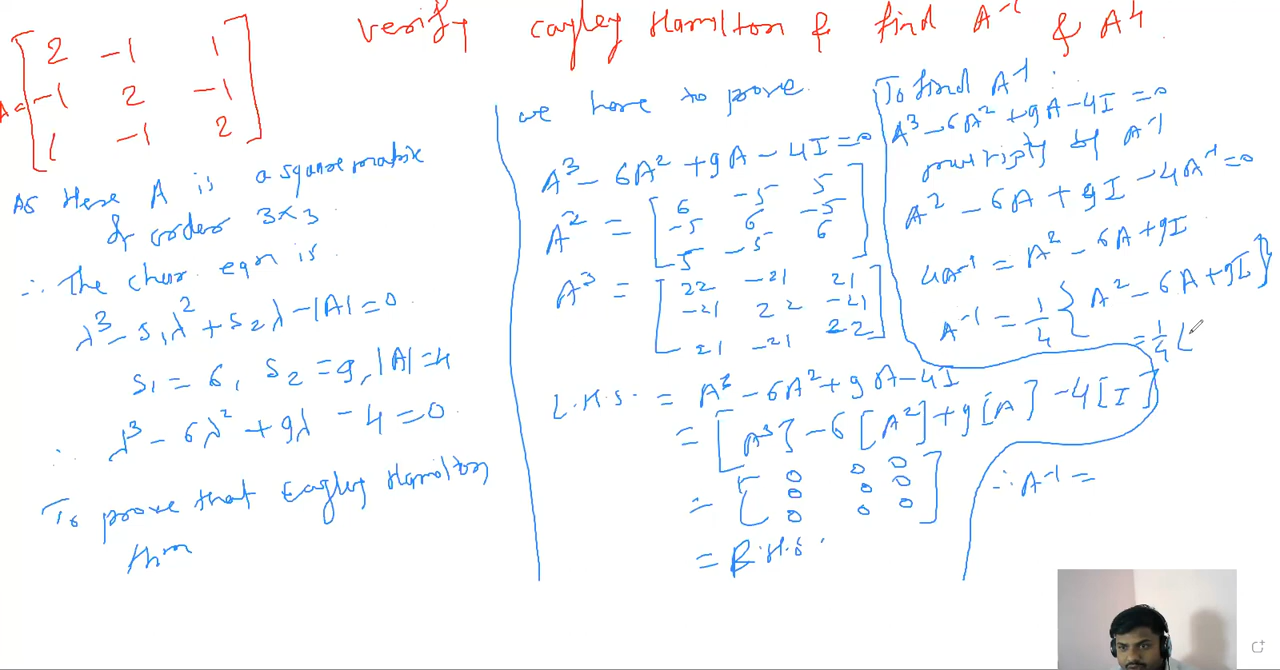 verify cayley Hamilton & find A⁻¹ & A4.
A = [ 2 -1 1
-1 2 -1
1 -1 2 ]
As Here A is a square matrix
of order 3×3
∴ The char. eqn is
λ³ - S₁λ² + S₂λ - |A| = 0
S₁ = 6, S₂ = 9, |A| = 4
∴ λ³ - 6λ² + 9λ - 4 = 0
To prove that Cayley Hamilton
thm
we have to prove
A³ - 6A² + 9A - 4I = 0
A² = [ 6 -5 5
-5 6 -5
5 -5 6 ]
A³ = [ 22 -21 21
-21 22 -21
21 -21 22 ]
L.H.S. = A³ - 6A² + 9A - 4I
= [A³] - 6[A²] + 9[A] - 4[I]
= [ 0 0 0
0 0 0
0 0 0 ]
= R.H.S.
To find A⁻¹ :
A³ - 6A² + 9A - 4I = 0
multiply by A⁻¹
A² - 6A + 9I - 4A⁻¹ = 0
4A⁻¹ = A² - 6A + 9I
A⁻¹ = 1/4 { A² - 6A + 9I }
= 1/4 (
∴ A⁻¹ =